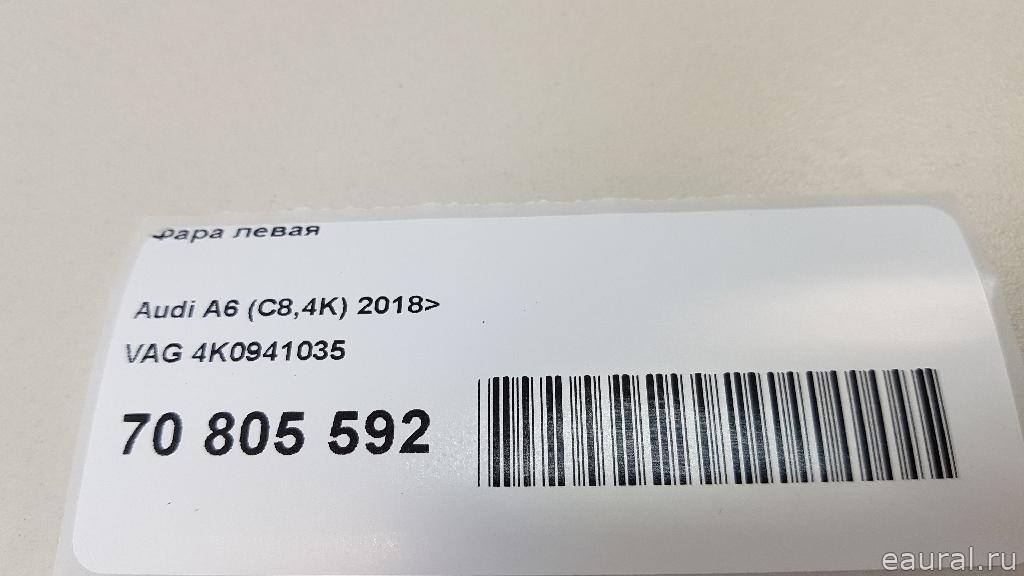 Фара левая
Audi A6 (C8,4K) 2018>
VAG 4K0941035
70 805 592
eaural.ru